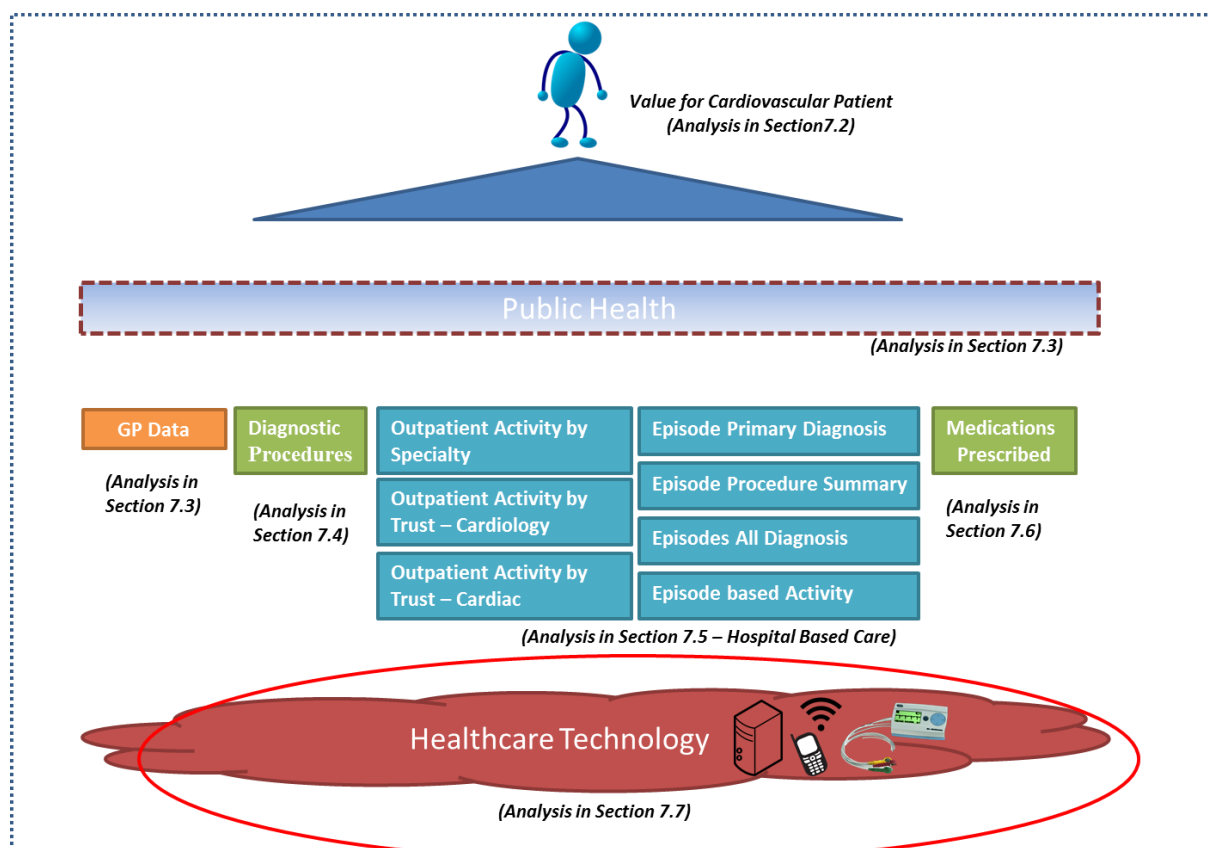 Value for Cardiovascular Patient
(Analysis in Section7.2)
Public Health
(Analysis in Section 7.3)
GP Data
(Analysis in
Section 7.3)
Diagnostic
Procedures
(Analysis in
Section 7.4)
Outpatient Activity by
Specialty
Outpatient Activity by
Trust – Cardiology
Outpatient Activity by
Trust – Cardiac
Episode Primary Diagnosis
Episode Procedure Summary
Episodes All Diagnosis
Episode based Activity
(Analysis in Section 7.5 – Hospital Based Care)
Medications
Prescribed
(Analysis in
Section 7.6)
Healthcare Technology
(Analysis in Section 7.7)